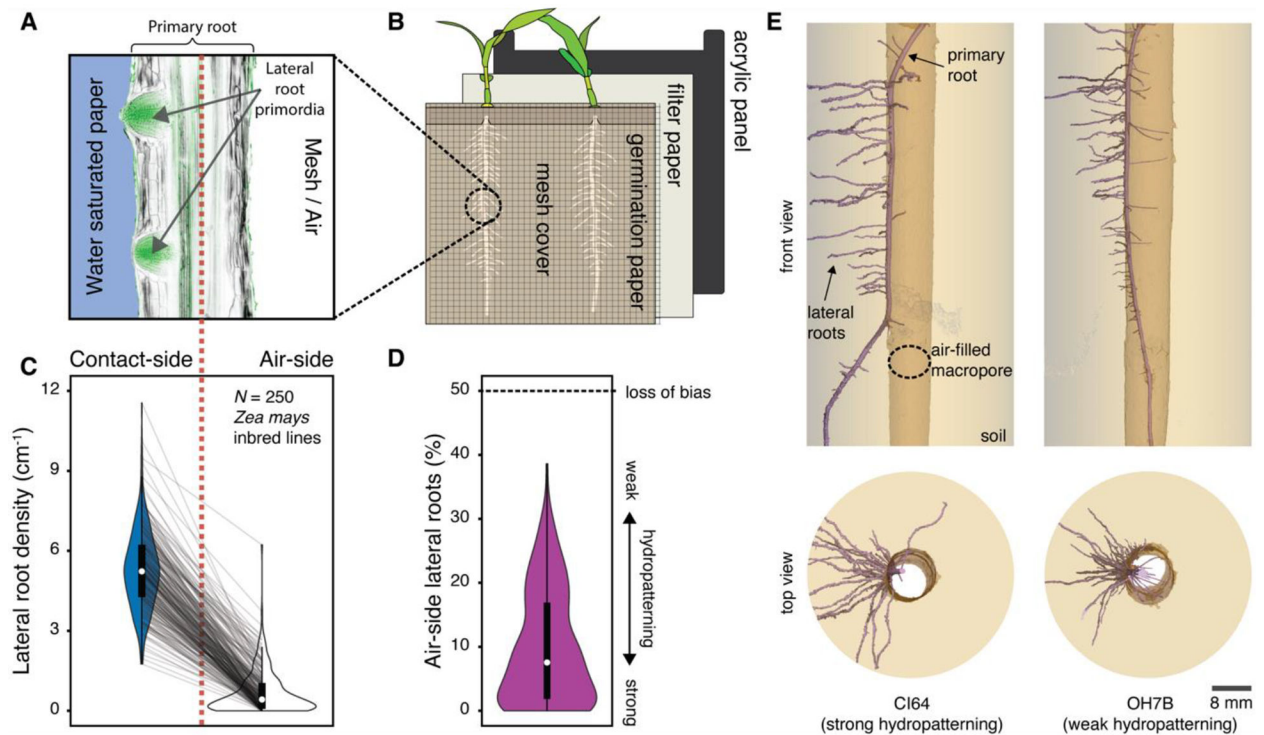 A
Primary root
Water saturated paper
Lateral
root
primordia
Mesh / Air
B
acrylic panel
filter paper
germination paper
mesh cover
C
Contact-side
Air-side
Lateral root density (cm⁻¹)
12
9
6
3
0
N = 250
Zea mays
inbred lines
D
Air-side lateral roots (%)
50
40
30
20
10
0
loss of bias
weak
hydropatterning
strong
E
front view
primary
root
lateral
roots
air-filled
macropore
soil
top view
CI64
(strong hydropatterning)
OH7B
(weak hydropatterning)
8 mm